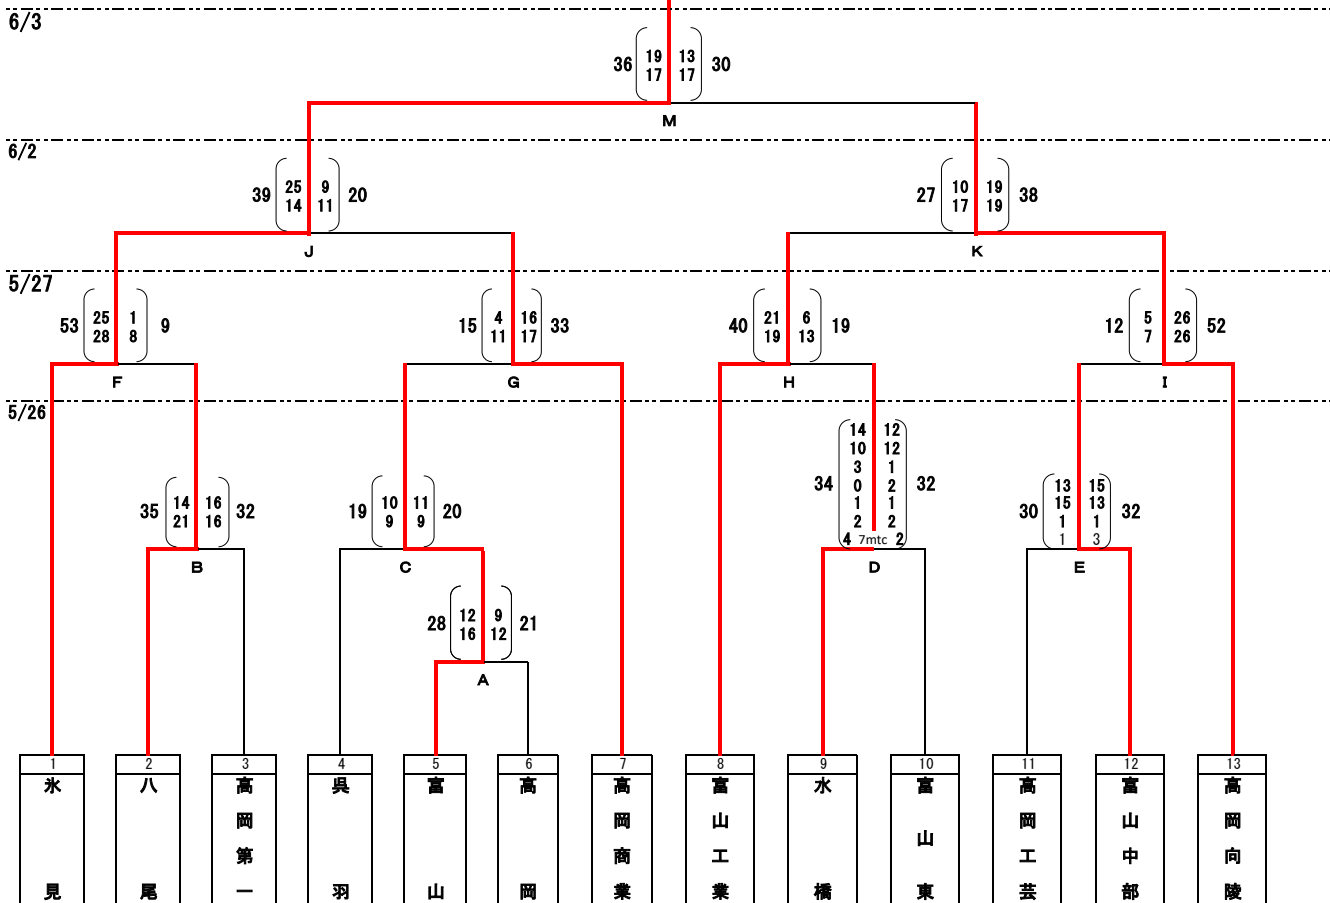 6/3
36 19 13 30
17 17
M
6/2
39 25 9 20
14 11
J
27 10 19 38
17 19
K
5/27
53 25 1 9
28 8
F
15 4 16 33
11 17
G
40 21 6 19
19 13
H
12 5 26 52
7 26
I
5/26
35 14 16 32
21 16
B
19 10 11 20
9 9
C
28 12 9 21
16 12
A
14 12
10 12
3 1
34 0 2 32
1 1
2 2
4 7mtc 2
D
13 15
30 15 13 32
1 1
1 3
E
1 2 3 4 5 6 7 8 9 10 11 12 13
氷見
八尾
高岡第一
呉羽
富山
高岡
高岡商業
富山工業
水橋
富山東
高岡工芸
富山中部
高岡向陵